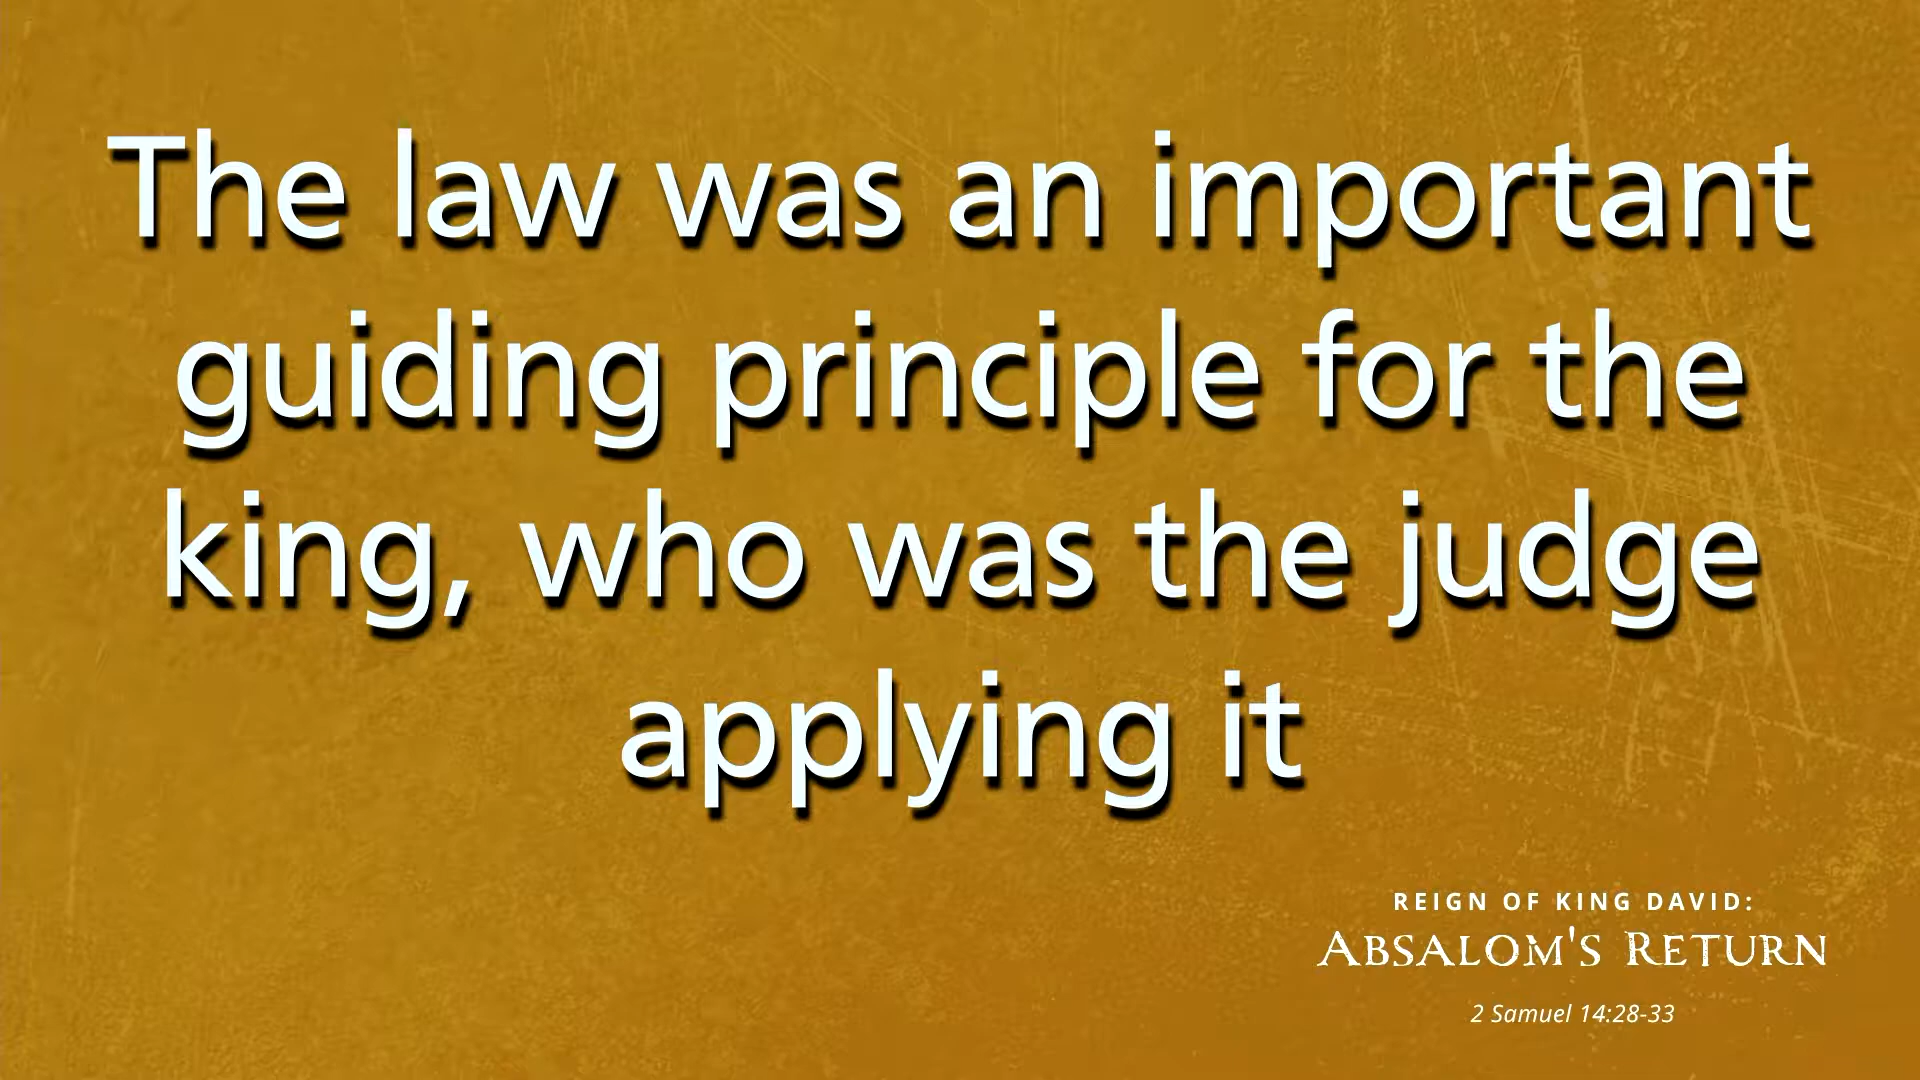 The law was an important
guiding principle for the
king, who was the judge
applying it
REIGN OF KING DAVID:
ABSALOM'S RETURN
2 Samuel 14:28-33